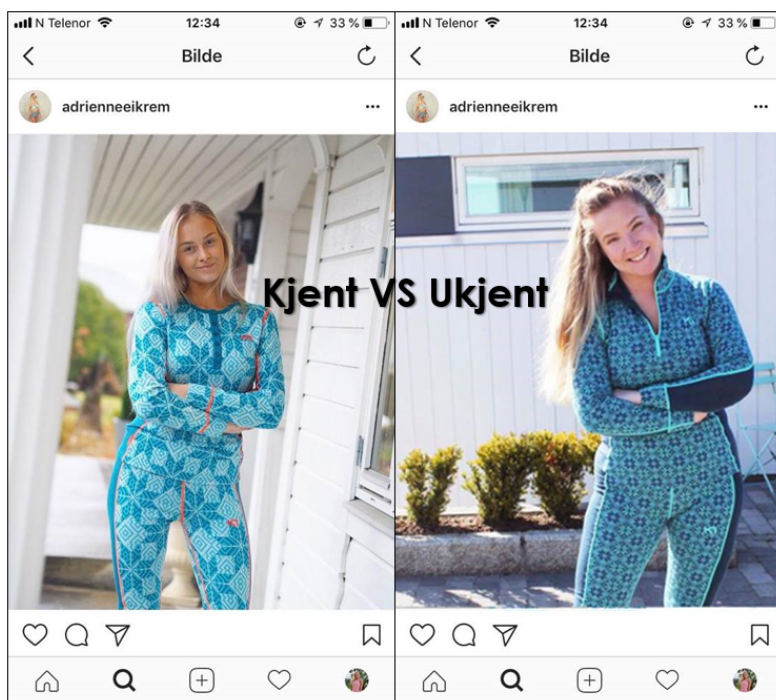 N Telenor 12:34 33 %
Bilde
adrienneeikrem
N Telenor 12:34 33 %
Bilde
adrienneeikrem
Kjent VS Ukjent